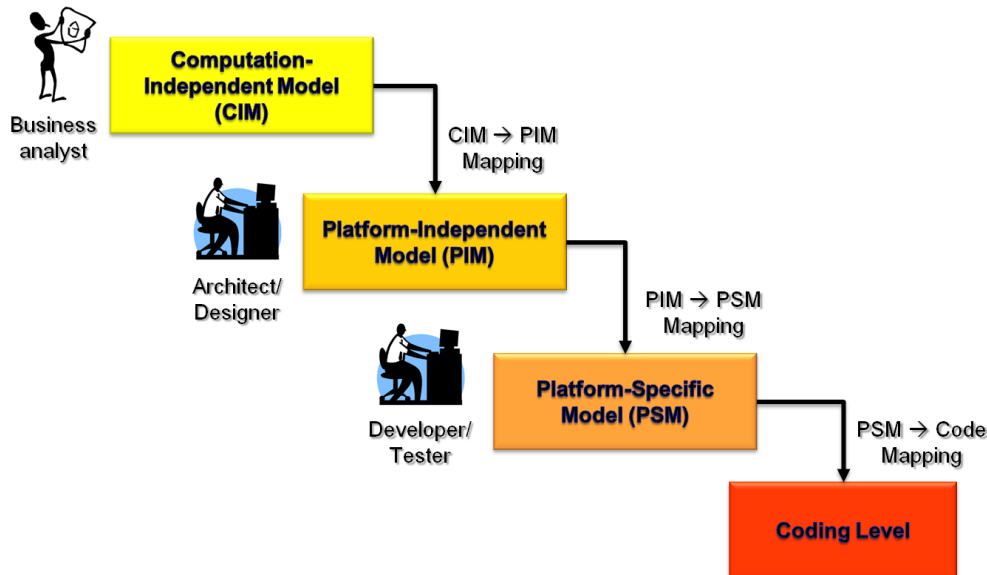 Computation-
Independent Model
(CIM)
Business
analyst
CIM → PIM
Mapping
Platform-Independent
Model (PIM)
Architect/
Designer
PIM → PSM
Mapping
Platform-Specific
Model (PSM)
Developer/
Tester
PSM → Code
Mapping
Coding Level